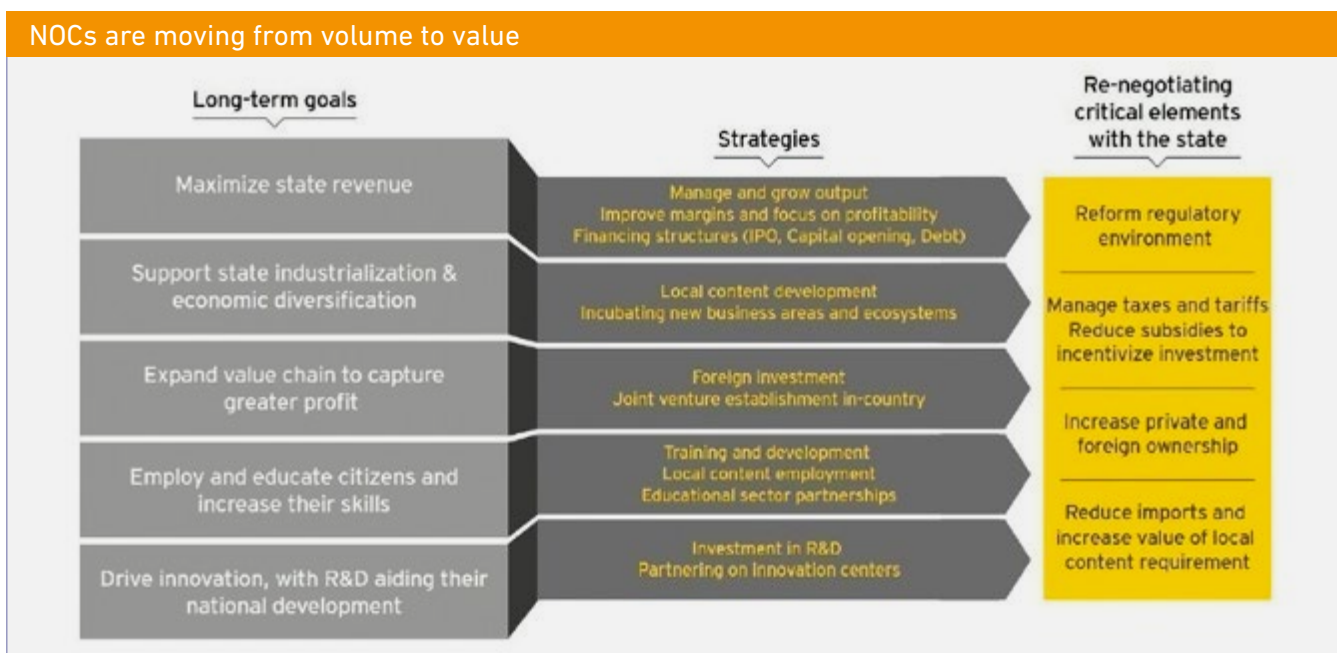 NOCs are moving from volume to value
Long-term goals
Maximize state revenue
Support state industrialization &
economic diversification
Expand value chain to capture
greater profit
Employ and educate citizens and
increase their skills
Drive innovation, with R&D aiding their
national development
Strategies
Manage and grow output
Improve margins and focus on profitability
Financing structures (IPO, Capital opening, Debt)
Local content development
Incubating new business areas and ecosystems
Foreign investment
Joint venture establishment in-country
Training and development
Local content employment
Educational sector partnerships
Investment in R&D
Partnering on innovation centers
Re-negotiating
critical elements
with the state
Reform regulatory
environment
Manage taxes and tariffs
Reduce subsidies to
incentivize investment
Increase private and
foreign ownership
Reduce imports and
increase value of local
content requirement